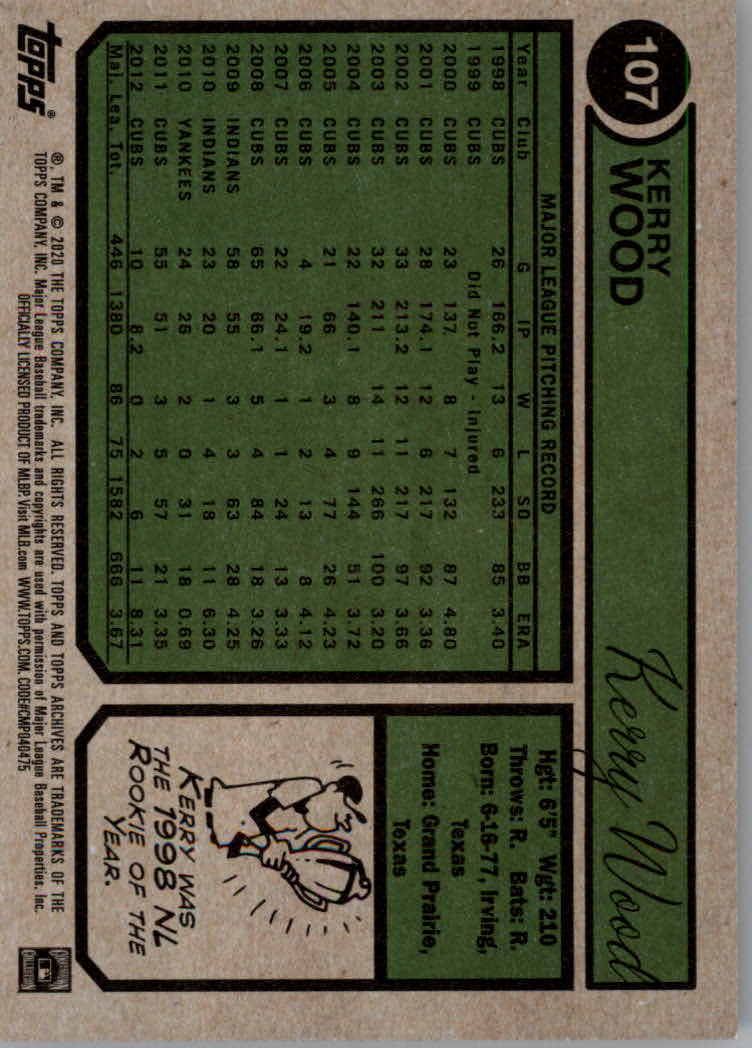 107
KERRY
WOOD
Kerry Wood
MAJOR LEAGUE PITCHING RECORD
Year Club G IP W L SO BB ERA
1998 CUBS 26 166.2 13 6 233 85 3.40
1999 CUBS Did Not Play - Injured
2000 CUBS 23 137. 8 7 132 87 4.80
2001 CUBS 28 174.1 12 6 217 92 3.36
2002 CUBS 33 213.2 12 11 217 97 3.66
2003 CUBS 32 211 14 11 266 100 3.20
2004 CUBS 22 140.1 8 9 144 51 3.72
2005 CUBS 21 66 3 4 77 26 4.23
2006 CUBS 4 19.2 1 2 13 8 4.12
2007 CUBS 22 24.1 1 1 24 13 3.33
2008 CUBS 65 66.1 5 4 84 18 3.26
2009 INDIANS 58 55 3 3 63 28 4.25
2010 INDIANS 23 20 1 4 18 11 6.30
2010 YANKEES 24 26 2 0 31 18 0.69
2011 CUBS 55 51 3 5 57 21 3.35
2012 CUBS 10 8.2 0 2 6 11 8.31
Maj. Lea. Tot. 446 1380 86 75 1582 666 3.67
Hgt: 6'5" Wgt: 210
Throws: R. Bats: R.
Born: 6-16-77, Irving,
Texas
Home: Grand Prairie,
Texas
KERRY WAS
THE 1998 NL
ROOKIE OF THE
YEAR.
topps®
®, TM & © 2020 THE TOPPS COMPANY, INC. ALL RIGHTS RESERVED. TOPPS AND TOPPS ARCHIVES ARE TRADEMARKS OF THE
TOPPS COMPANY, INC. Major League Baseball trademarks and copyrights are used with permission of Major League Baseball Properties, Inc.
OFFICIALLY LICENSED PRODUCT OF MLBP. Visit MLB.com WWW.TOPPS.COM. CODE#CMP040475